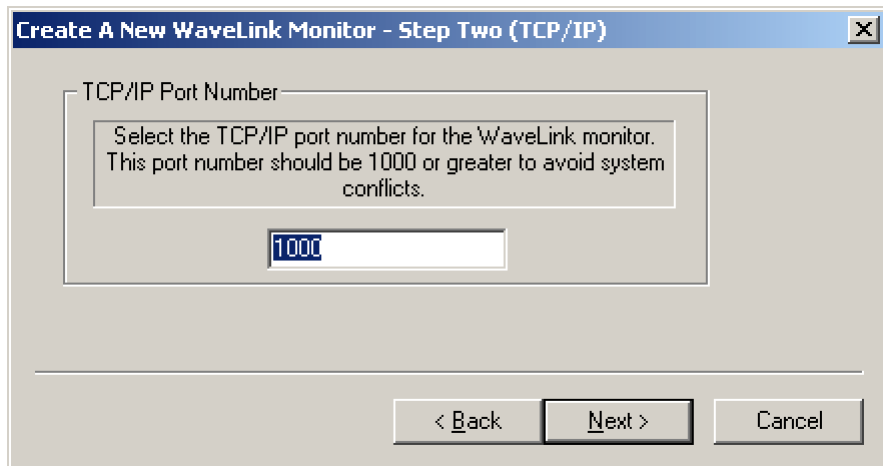 Create A New WaveLink Monitor - Step Two (TCP/IP)
TCP/IP Port Number
Select the TCP/IP port number for the WaveLink monitor.
This port number should be 1000 or greater to avoid system
conflicts.
1000
< Back
Next >
Cancel